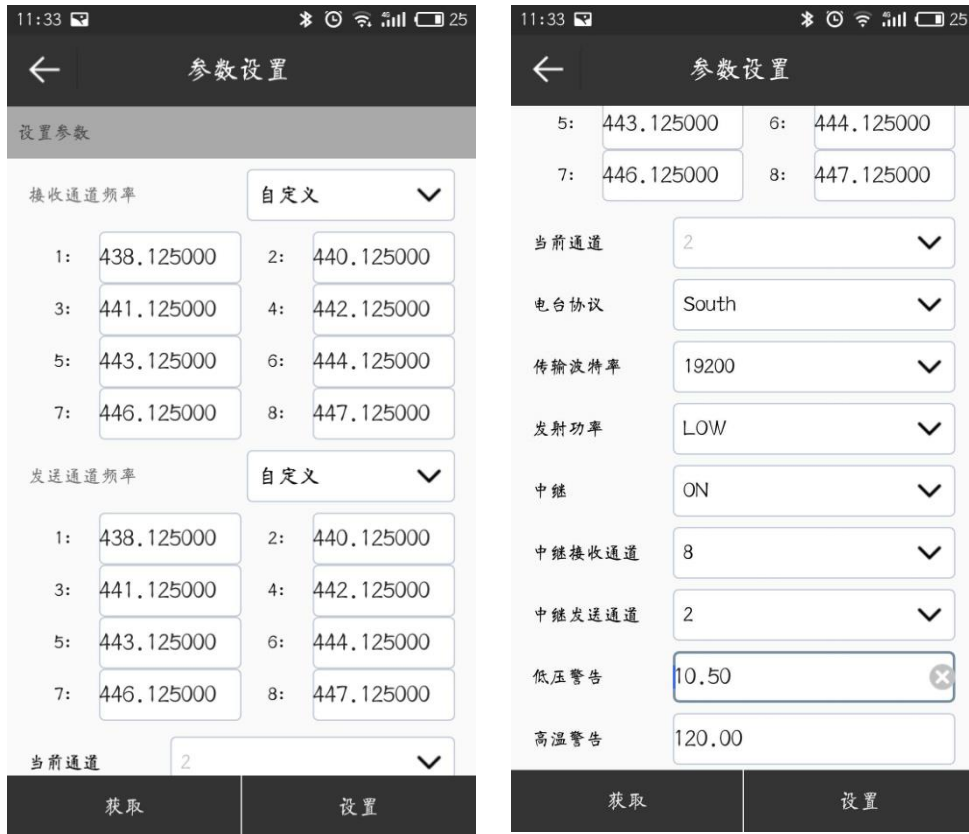 11:33 4G 25
参数设置
设置参数
接收通道频率 自定义
1: 438.125000 2: 440.125000
3: 441.125000 4: 442.125000
5: 443.125000 6: 444.125000
7: 446.125000 8: 447.125000
发送通道频率 自定义
1: 438.125000 2: 440.125000
3: 441.125000 4: 442.125000
5: 443.125000 6: 444.125000
7: 446.125000 8: 447.125000
当前通道 2
获取 设置
11:33 4G 25
参数设置
5: 443.125000 6: 444.125000
7: 446.125000 8: 447.125000
当前通道 2
电台协议 South
传输波特率 19200
发射功率 LOW
中继 ON
中继接收通道 8
中继发送通道 2
低压警告 10.50
高温警告 120.00
获取 设置